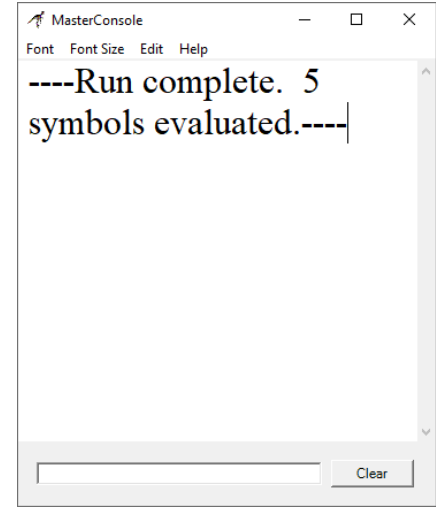 MasterConsole
Font Font Size Edit Help
----Run complete.  5
symbols evaluated.----
Clear